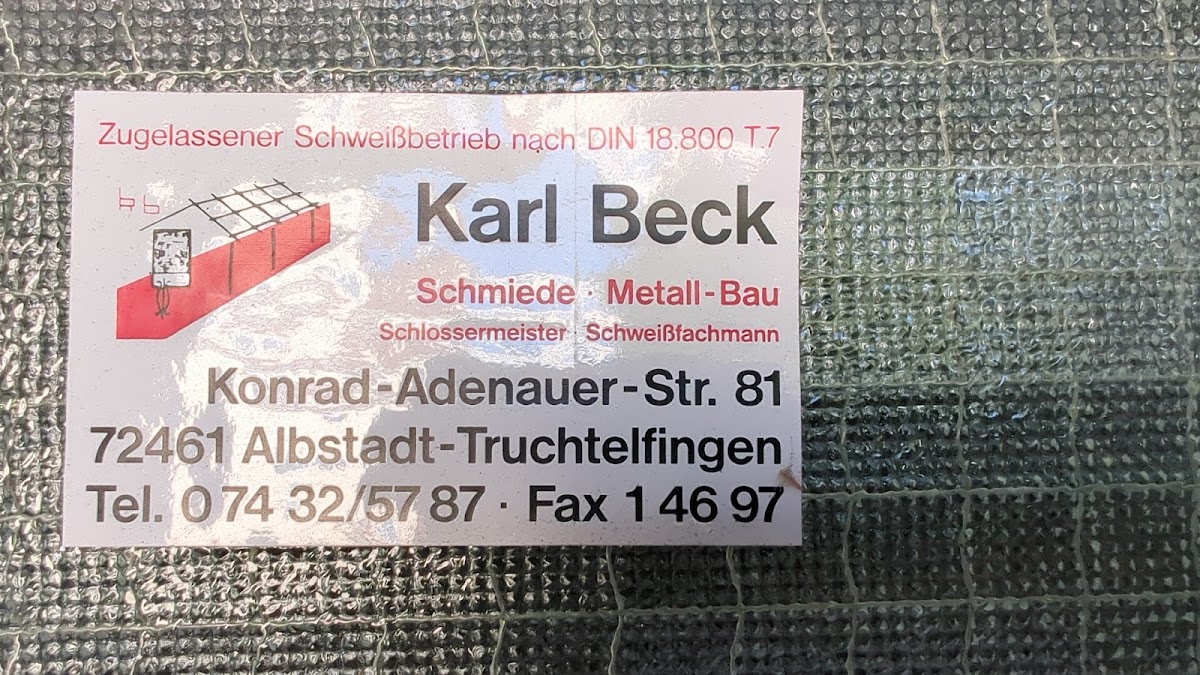 Zugelassener Schweißbetrieb nach DIN 18.800 T.7
Karl Beck
Schmiede · Metall-Bau
Schlossermeister · Schweißfachmann
Konrad-Adenauer-Str. 81
72461 Albstadt-Truchtelfingen
Tel. 0 74 32/57 87 · Fax 1 46 97